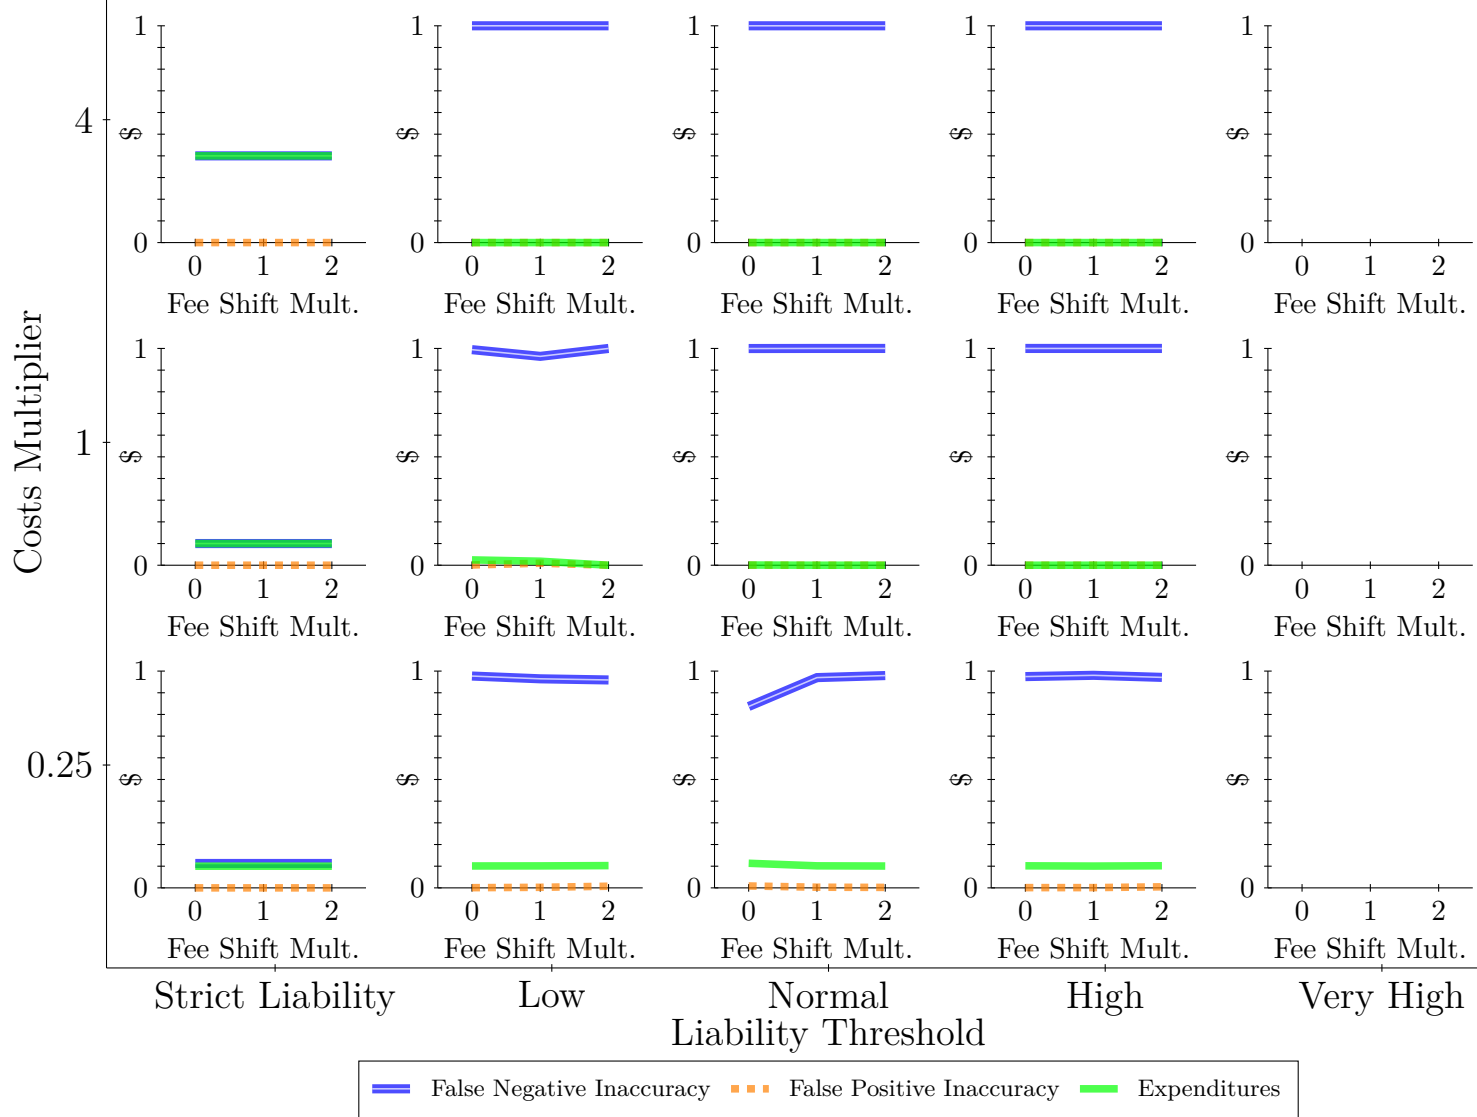 Costs Multiplier
4
1
0
$
0 1 2
Fee Shift Mult.
1
0
$
0 1 2
Fee Shift Mult.
1
0
$
0 1 2
Fee Shift Mult.
1
0
$
0 1 2
Fee Shift Mult.
1
0
$
0 1 2
Fee Shift Mult.
1
1
0
$
0 1 2
Fee Shift Mult.
1
0
$
0 1 2
Fee Shift Mult.
1
0
$
0 1 2
Fee Shift Mult.
1
0
$
0 1 2
Fee Shift Mult.
1
0
$
0 1 2
Fee Shift Mult.
0.25
1
0
$
0 1 2
Fee Shift Mult.
1
0
$
0 1 2
Fee Shift Mult.
1
0
$
0 1 2
Fee Shift Mult.
1
0
$
0 1 2
Fee Shift Mult.
1
0
$
0 1 2
Fee Shift Mult.
Strict Liability Low Normal High Very High
Liability Threshold
False Negative Inaccuracy False Positive Inaccuracy Expenditures